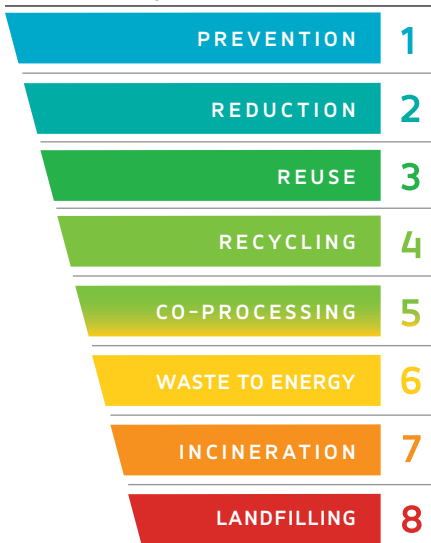 PREVENTION 1
REDUCTION 2
REUSE 3
RECYCLING 4
CO-PROCESSING 5
WASTE TO ENERGY 6
INCINERATION 7
LANDFILLING 8